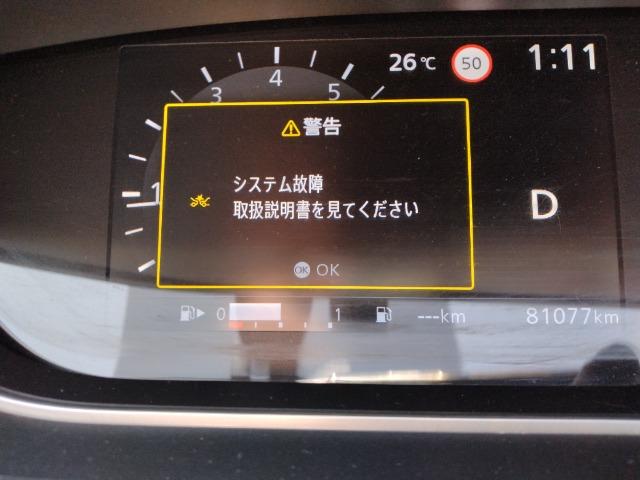 26℃ 50 1:11
3 4 5
1
警告
システム故障
取扱説明書を見てください
D
OK OK
0 1 ---km 81077km